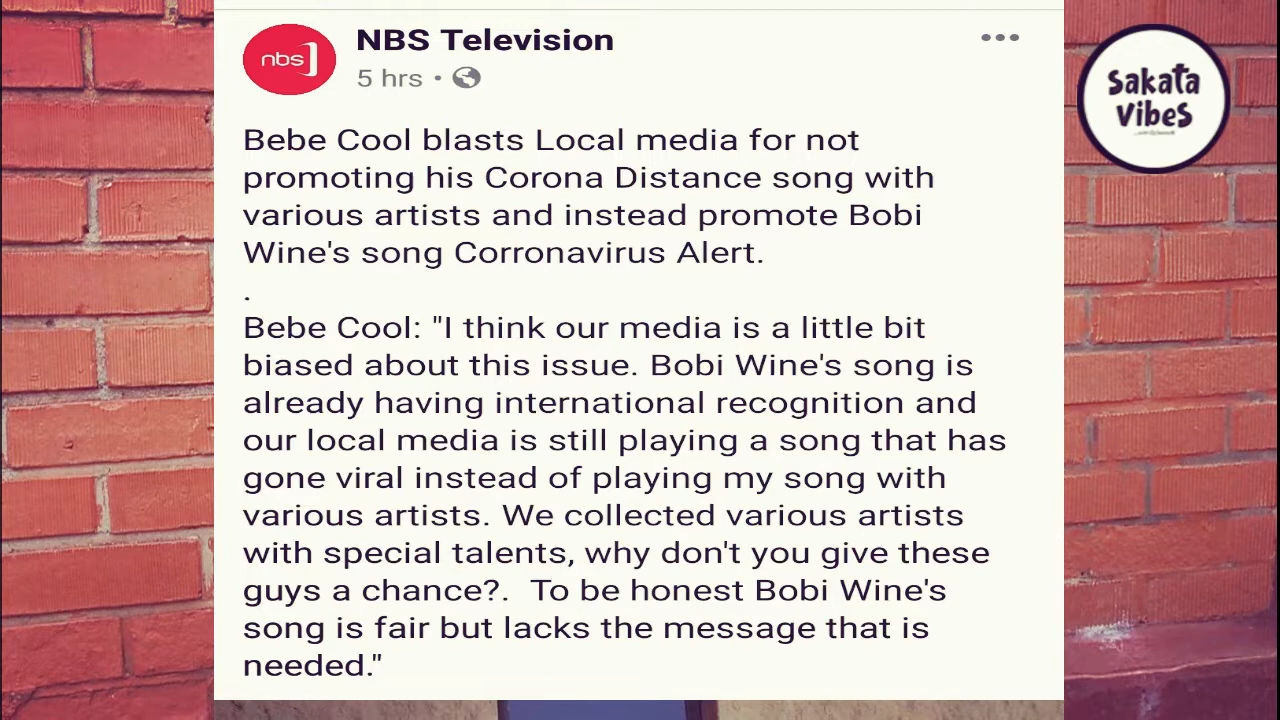 nbs
NBS Television
5 hrs •
Bebe Cool blasts Local media for not
promoting his Corona Distance song with
various artists and instead promote Bobi
Wine's song Corronavirus Alert.
.
Bebe Cool: "I think our media is a little bit
biased about this issue. Bobi Wine's song is
already having international recognition and
our local media is still playing a song that has
gone viral instead of playing my song with
various artists. We collected various artists
with special talents, why don't you give these
guys a chance?.  To be honest Bobi Wine's
song is fair but lacks the message that is
needed."
Sakata
Vibes